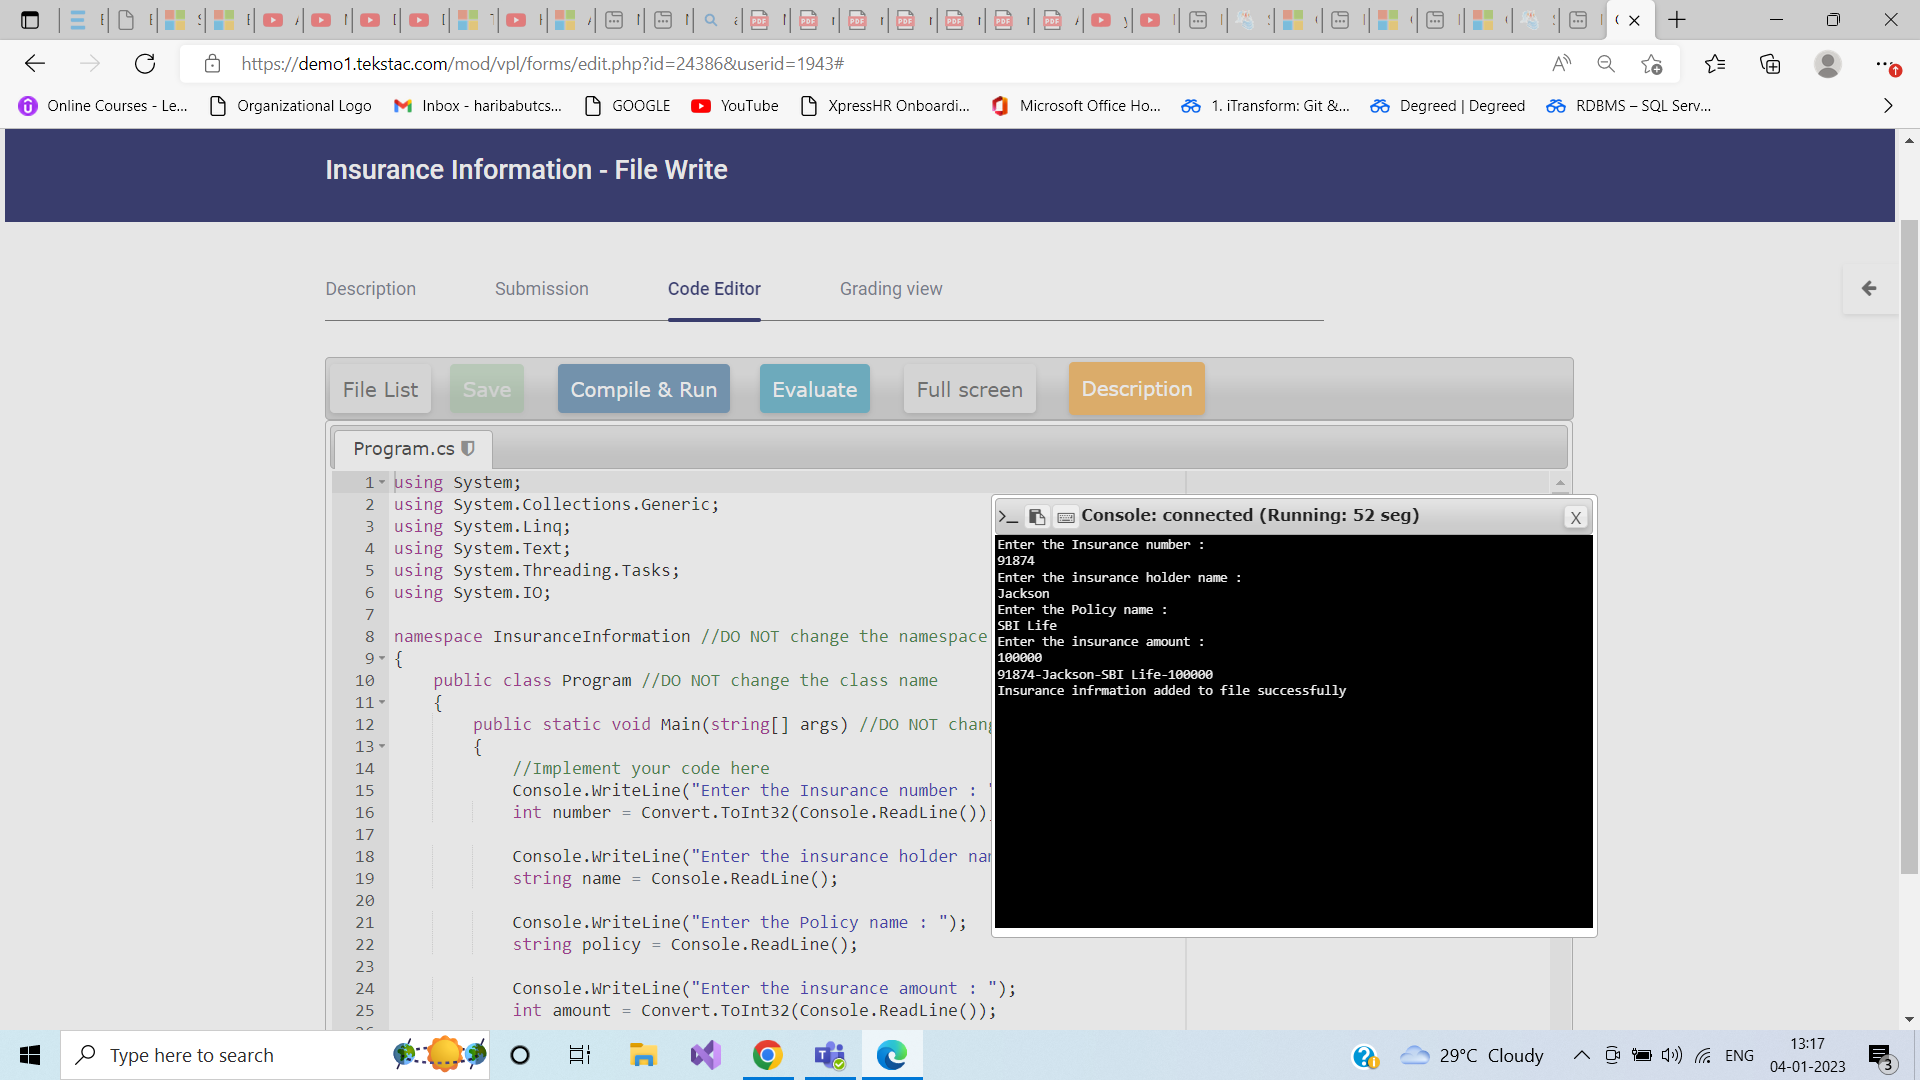 https://demo1.tekstac.com/mod/vpl/forms/edit.php?id=24386&userid=1943#
Online Courses - Le...
Organizational Logo
Inbox - haribabutcs...
GOOGLE
YouTube
XpressHR Onboardi...
Microsoft Office Ho...
1. iTransform: Git &...
Degreed | Degreed
RDBMS – SQL Serv...
Insurance Information - File Write
Description
Submission
Code Editor
Grading view
File List
Save
Compile & Run
Evaluate
Full screen
Description
Program.cs
1 using System;
2 using System.Collections.Generic;
3 using System.Linq;
4 using System.Text;
5 using System.Threading.Tasks;
6 using System.IO;
7
8 namespace InsuranceInformation //DO NOT change the namespace
9 {
10 public class Program //DO NOT change the class name
11 {
12 public static void Main(string[] args) //DO NOT chang
13 {
14 //Implement your code here
15 Console.WriteLine("Enter the Insurance number : "
16 int number = Convert.ToInt32(Console.ReadLine());
17
18 Console.WriteLine("Enter the insurance holder nam
19 string name = Console.ReadLine();
20
21 Console.WriteLine("Enter the Policy name : ");
22 string policy = Console.ReadLine();
23
24 Console.WriteLine("Enter the insurance amount : ");
25 int amount = Convert.ToInt32(Console.ReadLine());
Console: connected (Running: 52 seg)
X
Enter the Insurance number :
91874
Enter the insurance holder name :
Jackson
Enter the Policy name :
SBI Life
Enter the insurance amount :
100000
91874-Jackson-SBI Life-100000
Insurance infrmation added to file successfully
Type here to search
29°C Cloudy
ENG
13:17
04-01-2023
3